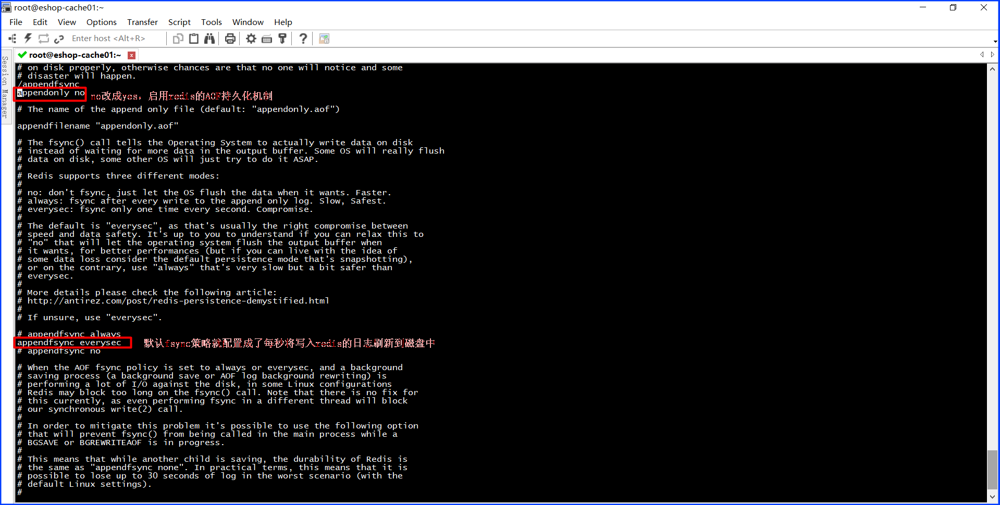 root@eshop-cache01:~
File Edit View Options Transfer Script Tools Window Help
Enter host <Alt+R>
root@eshop-cache01:~
Session Manager
# on disk properly, otherwise chances are that no one will notice and some
# disaster will happen.
/appendfsync
appendonly no no改成yes，启用redis的AOF持久化机制
# The name of the append only file (default: "appendonly.aof")
appendfilename "appendonly.aof"
# The fsync() call tells the Operating System to actually write data on disk
# instead of waiting for more data in the output buffer. Some OS will really flush
# data on disk, some other OS will just try to do it ASAP.
#
# Redis supports three different modes:
#
# no: don't fsync, just let the OS flush the data when it wants. Faster.
# always: fsync after every write to the append only log. Slow, Safest.
# everysec: fsync only one time every second. Compromise.
#
# The default is "everysec", as that's usually the right compromise between
# speed and data safety. It's up to you to understand if you can relax this to
# "no" that will let the operating system flush the output buffer when
# it wants, for better performances (but if you can live with the idea of
# some data loss consider the default persistence mode that's snapshotting),
# or on the contrary, use "always" that's very slow but a bit safer than
# everysec.
#
# More details please check the following article:
# http://antirez.com/post/redis-persistence-demystified.html
#
# If unsure, use "everysec".
# appendfsync always
appendfsync everysec 默认fsync策略就配置成了每秒将写入redis的日志刷新到磁盘中
# appendfsync no
# When the AOF fsync policy is set to always or everysec, and a background
# saving process (a background save or AOF log background rewriting) is
# performing a lot of I/O against the disk, in some Linux configurations
# Redis may block too long on the fsync() call. Note that there is no fix for
# this currently, as even performing fsync in a different thread will block
# our synchronous write(2) call.
#
# In order to mitigate this problem it's possible to use the following option
# that will prevent fsync() from being called in the main process while a
# BGSAVE or BGREWRITEAOF is in progress.
#
# This means that while another child is saving, the durability of Redis is
# the same as "appendfsync none". In practical terms, this means that it is
# possible to lose up to 30 seconds of log in the worst scenario (with the
# default Linux settings).
#